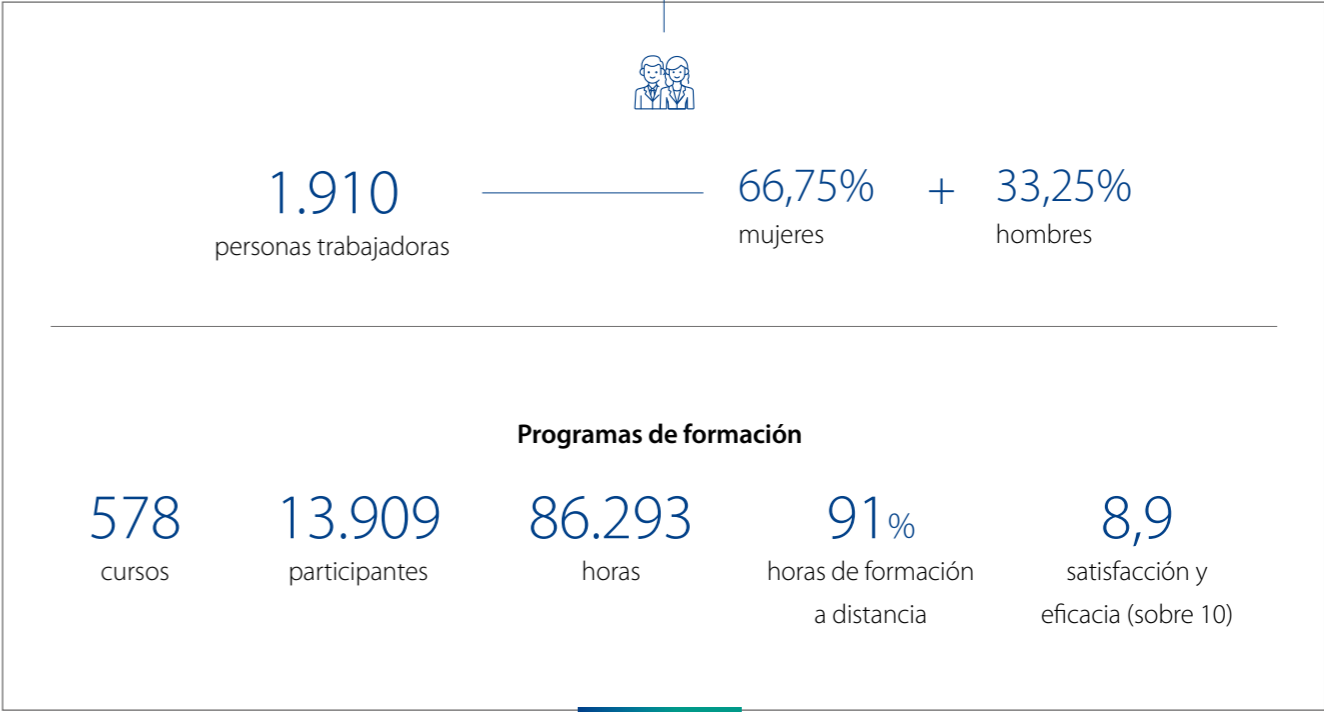 1.910
personas trabajadoras
66,75%
mujeres
+
33,25%
hombres
Programas de formación
578
cursos
13.909
participantes
86.293
horas
91%
horas de formación
a distancia
8,9
satisfacción y
eficacia (sobre 10)